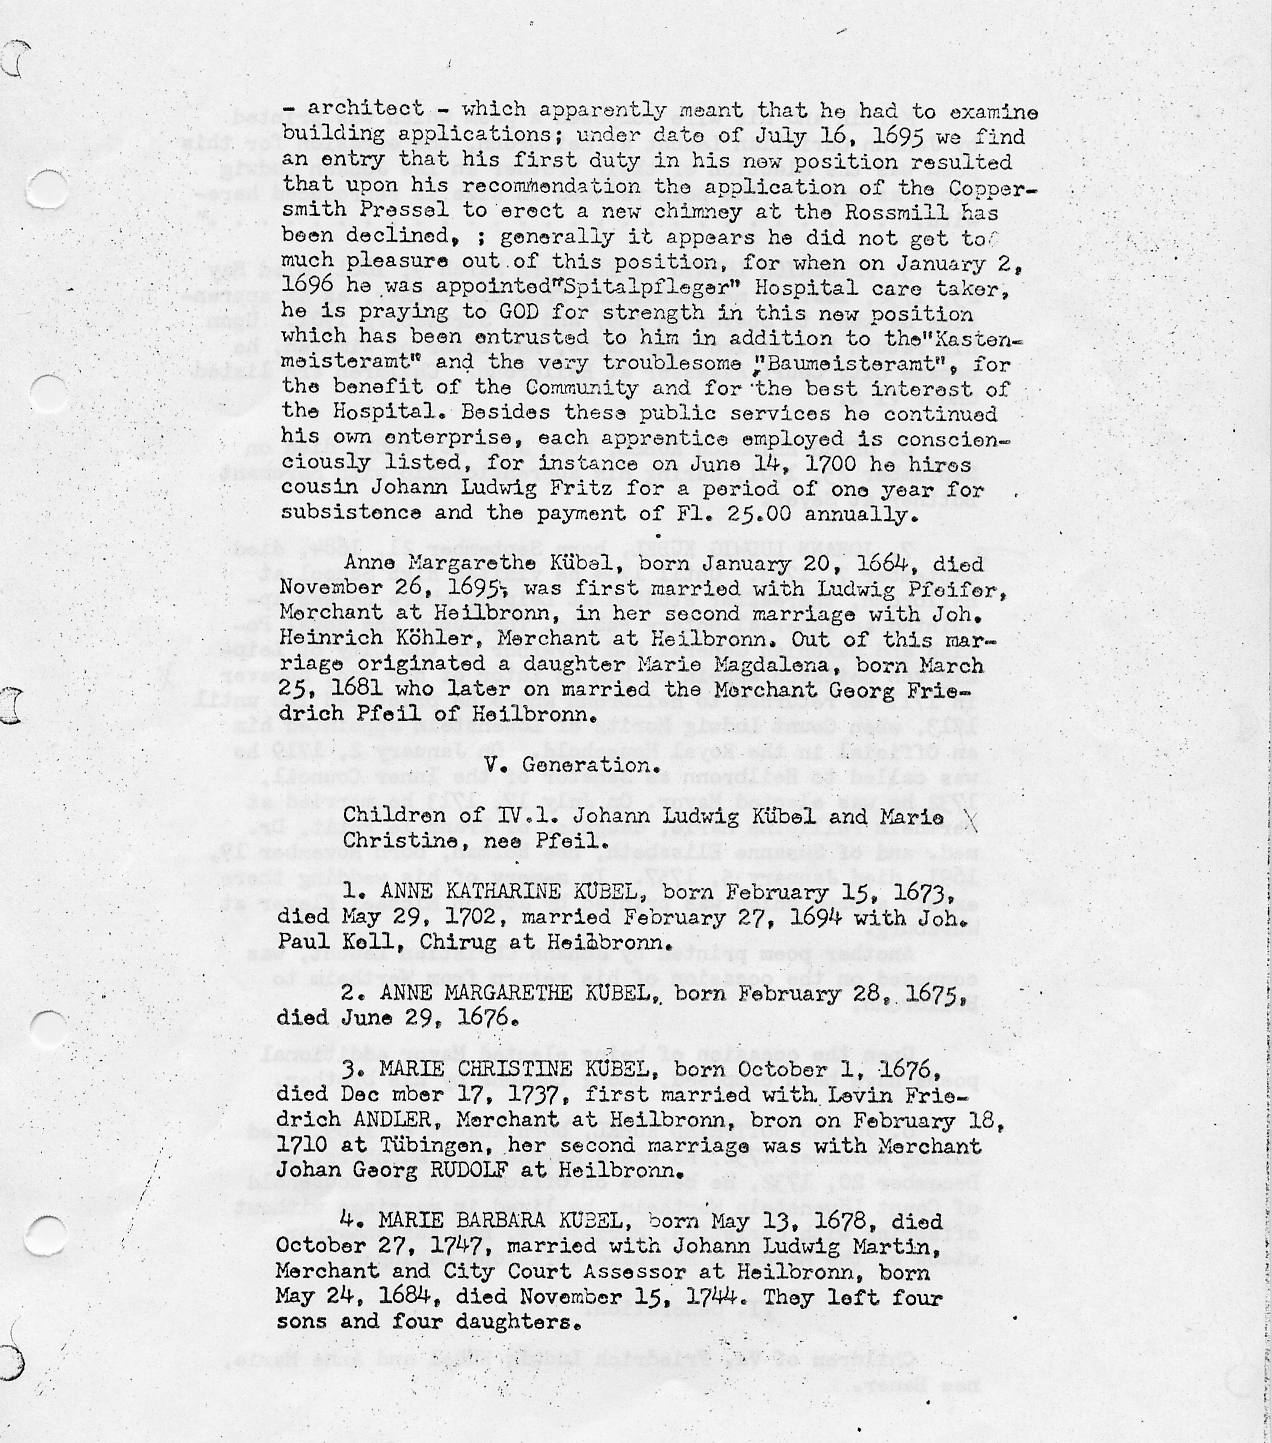 - architect - which apparently meant that he had to examine
building applications; under date of July 16, 1695 we find
an entry that his first duty in his new position resulted
that upon his recommendation the application of the Copper-
smith Pressel to erect a new chimney at the Rossmill has
been declined, ; generally it appears he did not get to
much pleasure out of this position, for when on January 2,
1696 he was appointed"Spitalpfleger" Hospital care taker,
he is praying to GOD for strength in this new position
which has been entrusted to him in addition to the"Kasten-
meisteramt" and the very troublesome "Baumeisteramt", for
the benefit of the Community and for the best interest of
the Hospital. Besides these public services he continued
his own enterprise, each apprentice employed is conscien-
ciously listed, for instance on June 14, 1700 he hires
cousin Johann Ludwig Fritz for a period of one year for
subsistence and the payment of Fl. 25.00 annually.
Anne Margarethe Kübel, born January 20, 1664, died
November 26, 1695, was first married with Ludwig Pfeifer,
Merchant at Heilbronn, in her second marriage with Joh.
Heinrich Köhler, Merchant at Heilbronn. Out of this mar-
riage originated a daughter Marie Magdalena, born March
25, 1681 who later on married the Merchant Georg Frie-
drich Pfeil of Heilbronn.
V. Generation.
Children of IV.1. Johann Ludwig Kübel and Marie
Christine, nee Pfeil.
1. ANNE KATHARINE KÜBEL, born February 15, 1673,
died May 29, 1702, married February 27, 1694 with Joh.
Paul Kell, Chirug at Heilbronn.
2. ANNE MARGARETHE KÜBEL, born February 28, 1675,
died June 29, 1676.
3. MARIE CHRISTINE KÜBEL, born October 1, 1676,
died Dec mber 17, 1737, first married with Levin Frie-
drich ANDLER, Merchant at Heilbronn, bron on February 18,
1710 at Tübingen, her second marriage was with Merchant
Johan Georg RUDOLF at Heilbronn.
4. MARIE BARBARA KÜBEL, born May 13, 1678, died
October 27, 1747, married with Johann Ludwig Martin,
Merchant and City Court Assessor at Heilbronn, born
May 24, 1684, died November 15, 1744. They left four
sons and four daughters.